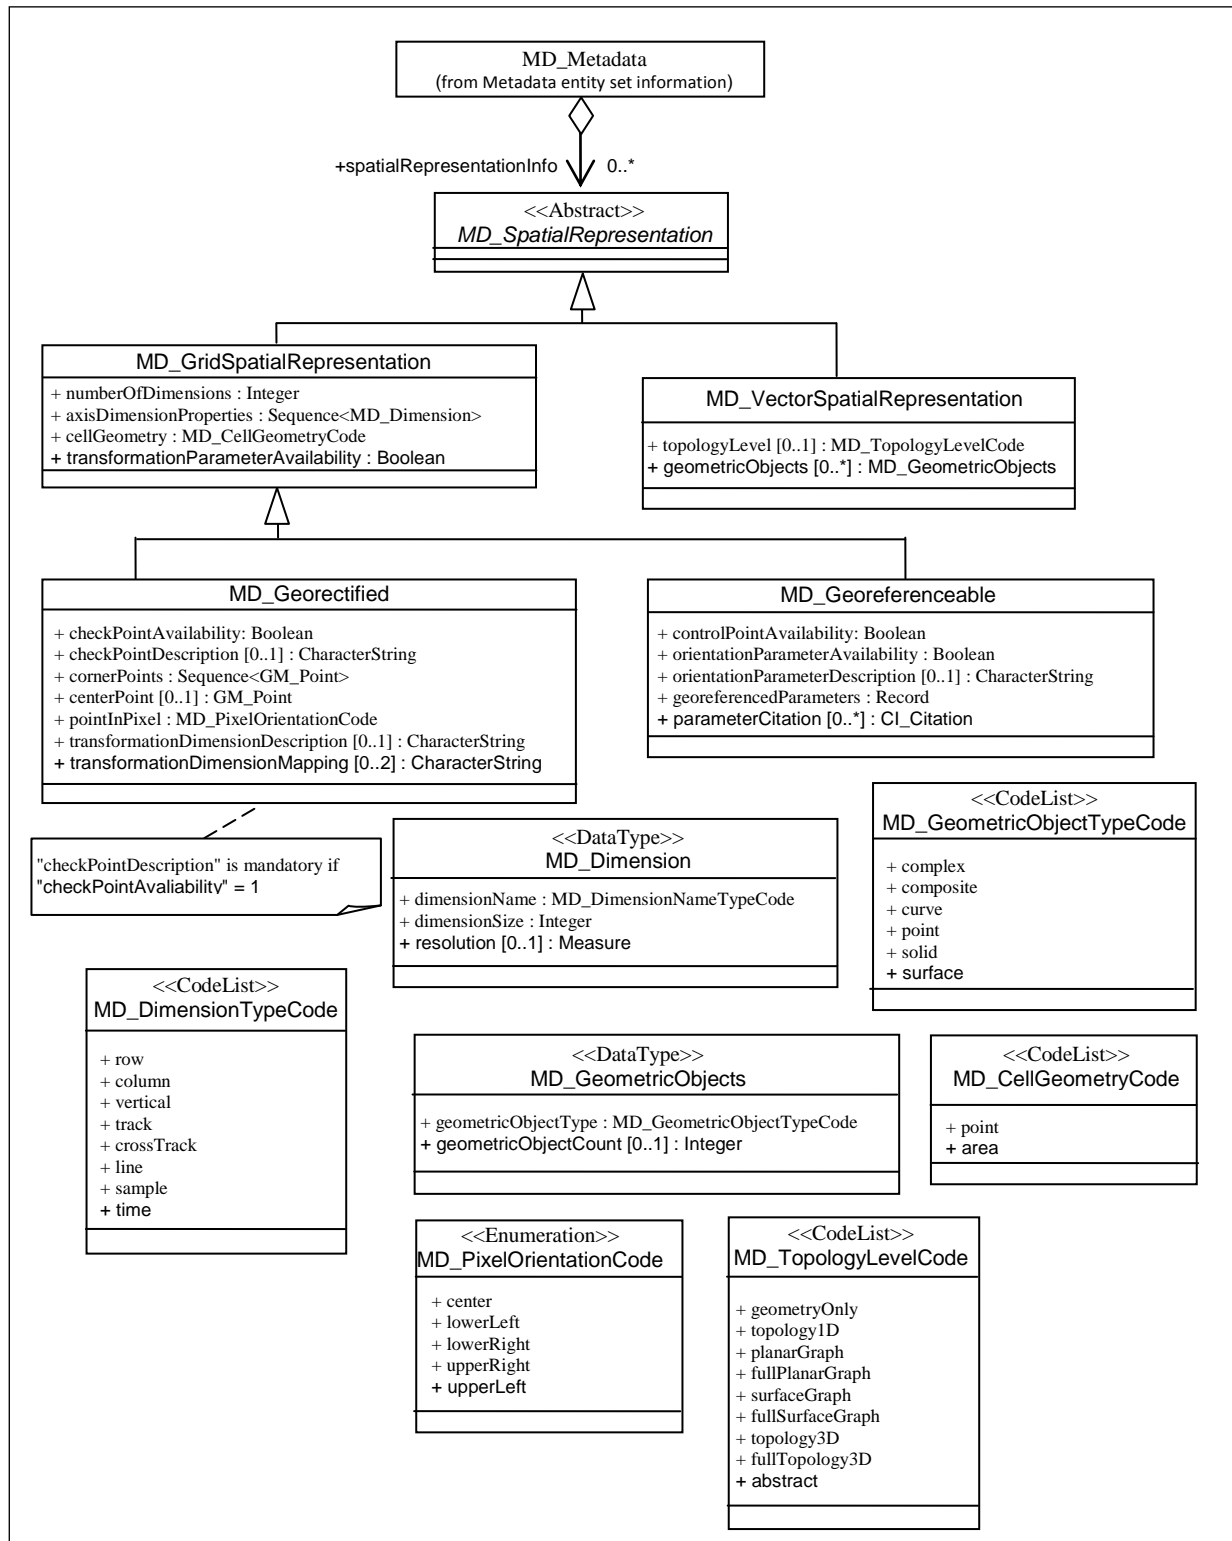 MD_Metadata
(from Metadata entity set information)
+spatialRepresentationInfo 0..*
<<Abstract>>
MD_SpatialRepresentation
MD_GridSpatialRepresentation
+ numberOfDimensions : Integer
+ axisDimensionProperties : Sequence<MD_Dimension>
+ cellGeometry : MD_CellGeometryCode
+ transformationParameterAvailability : Boolean
MD_VectorSpatialRepresentation
+ topologyLevel [0..1] : MD_TopologyLevelCode
+ geometricObjects [0..*] : MD_GeometricObjects
MD_Georectified
+ checkPointAvailability: Boolean
+ checkPointDescription [0..1] : CharacterString
+ cornerPoints : Sequence<GM_Point>
+ centerPoint [0..1] : GM_Point
+ pointInPixel : MD_PixelOrientationCode
+ transformationDimensionDescription [0..1] : CharacterString
+ transformationDimensionMapping [0..2] : CharacterString
MD_Georeferenceable
+ controlPointAvailability: Boolean
+ orientationParameterAvailability : Boolean
+ orientationParameterDescription [0..1] : CharacterString
+ georeferencedParameters : Record
+ parameterCitation [0..*] : CI_Citation
"checkPointDescription" is mandatory if
"checkPointAvaliability" = 1
<<DataType>>
MD_Dimension
+ dimensionName : MD_DimensionNameTypeCode
+ dimensionSize : Integer
+ resolution [0..1] : Measure
<<CodeList>>
MD_GeometricObjectTypeCode
+ complex
+ composite
+ curve
+ point
+ solid
+ surface
<<CodeList>>
MD_DimensionTypeCode
+ row
+ column
+ vertical
+ track
+ crossTrack
+ line
+ sample
+ time
<<DataType>>
MD_GeometricObjects
+ geometricObjectType : MD_GeometricObjectTypeCode
+ geometricObjectCount [0..1] : Integer
<<CodeList>>
MD_CellGeometryCode
+ point
+ area
<<Enumeration>>
MD_PixelOrientationCode
+ center
+ lowerLeft
+ lowerRight
+ upperRight
+ upperLeft
<<CodeList>>
MD_TopologyLevelCode
+ geometryOnly
+ topology1D
+ planarGraph
+ fullPlanarGraph
+ surfaceGraph
+ fullSurfaceGraph
+ topology3D
+ fullTopology3D
+ abstract